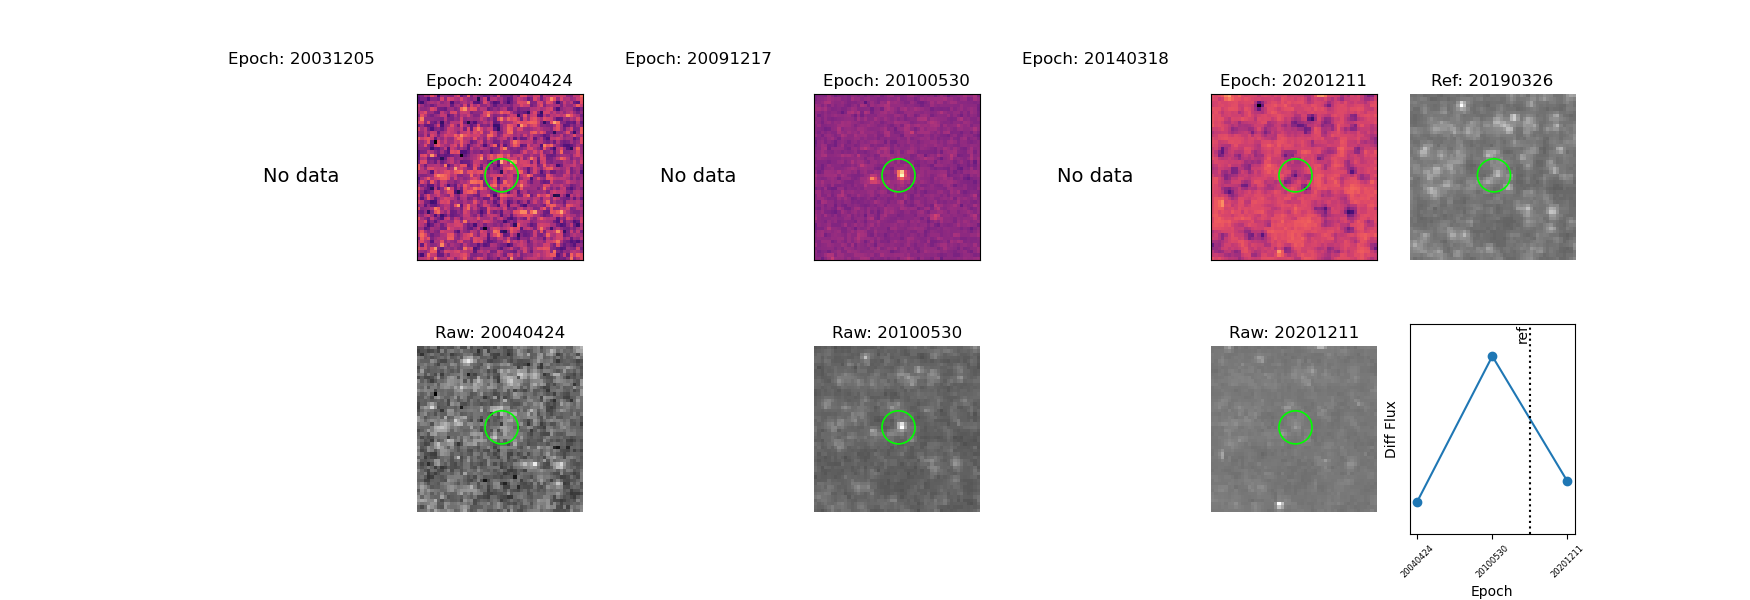 Epoch: 20031205
Epoch: 20040424
Epoch: 20091217
Epoch: 20100530
Epoch: 20140318
Epoch: 20201211
Ref: 20190326
No data
No data
No data
Raw: 20040424
Raw: 20100530
Raw: 20201211
ref
Diff Flux
20040424
20100530
20201211
Epoch